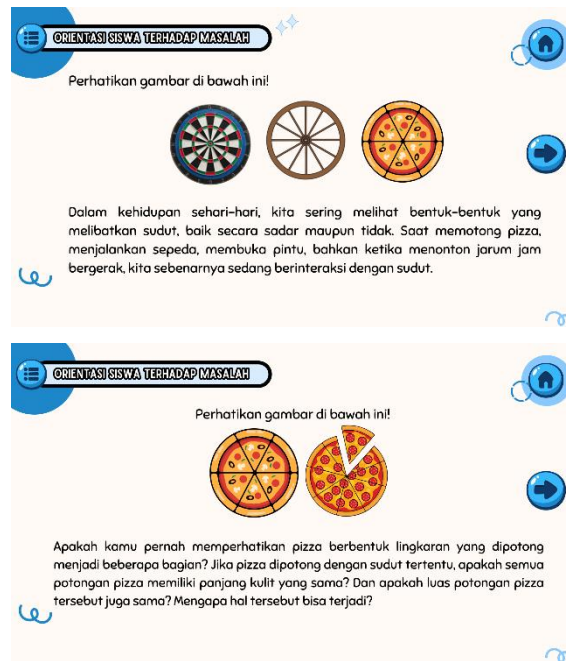 ORIENTASI SISWA TERHADAP MASALAH
Perhatikan gambar di bawah ini!
Dalam kehidupan sehari-hari, kita sering melihat bentuk-bentuk yang
melibatkan sudut, baik secara sadar maupun tidak. Saat memotong pizza,
menjalankan sepeda, membuka pintu, bahkan ketika menonton jarum jam
bergerak, kita sebenarnya sedang berinteraksi dengan sudut.
ORIENTASI SISWA TERHADAP MASALAH
Perhatikan gambar di bawah ini!
Apakah kamu pernah memperhatikan pizza berbentuk lingkaran yang dipotong
menjadi beberapa bagian? Jika pizza dipotong dengan sudut tertentu, apakah semua
potongan pizza memiliki panjang kulit yang sama? Dan apakah luas potongan pizza
tersebut juga sama? Mengapa hal tersebut bisa terjadi?